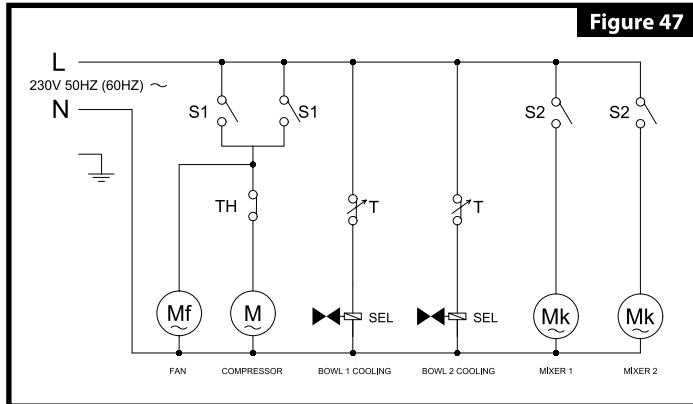 Figure 47
L
230V 50HZ (60HZ) ~
N
S1 S1 S2 S2
TH T T
Mf M SEL SEL Mk Mk
FAN COMPRESSOR BOWL 1 COOLING BOWL 2 COOLING MİXER 1 MİXER 2